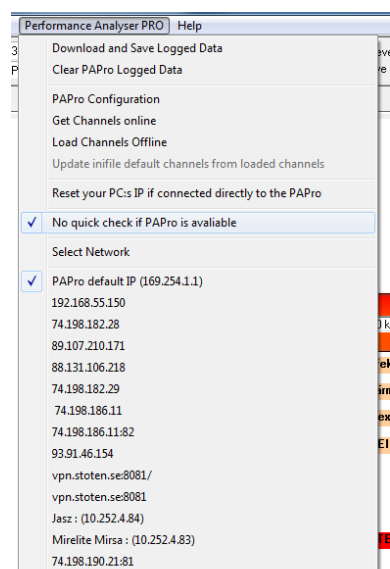 Performance Analyser PRO Help
Download and Save Logged Data
Clear PAPro Logged Data
PAPro Configuration
Get Channels online
Load Channels Offline
Update inifile default channels from loaded channels
Reset your PC:s IP if connected directly to the PAPro
No quick check if PAPro is avaliable
Select Network
PAPro default IP (169.254.1.1)
192.168.55.150
74.198.182.28
89.107.210.171
88.131.106.218
74.198.182.29
74.198.186.11
74.198.186.11:82
93.91.46.154
vpn.stoten.se:8081/
vpn.stoten.se:8081
Jasz : (10.252.4.84)
Mirelite Mirsa : (10.252.4.83)
74.198.190.21:81